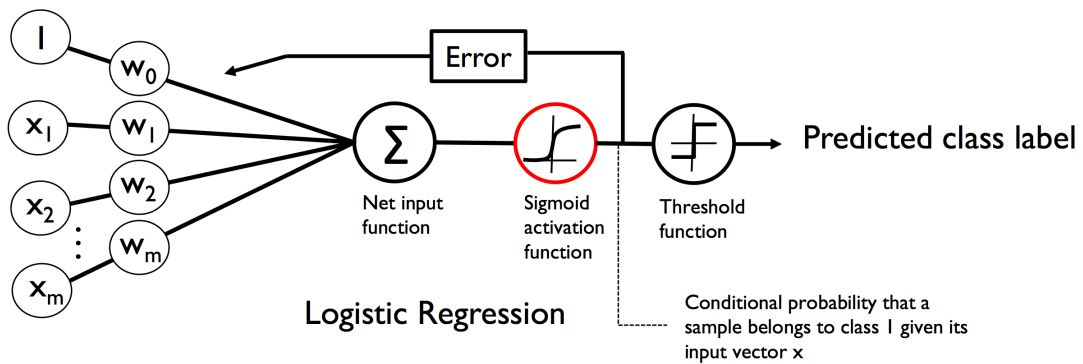 1
w₀
Error
x₁
w₁
Σ
Predicted class label
x₂
w₂
Net input
function
Sigmoid
activation
function
Threshold
function
⋮
wₘ
xₘ
Logistic Regression
Conditional probability that a
sample belongs to class 1 given its
input vector x